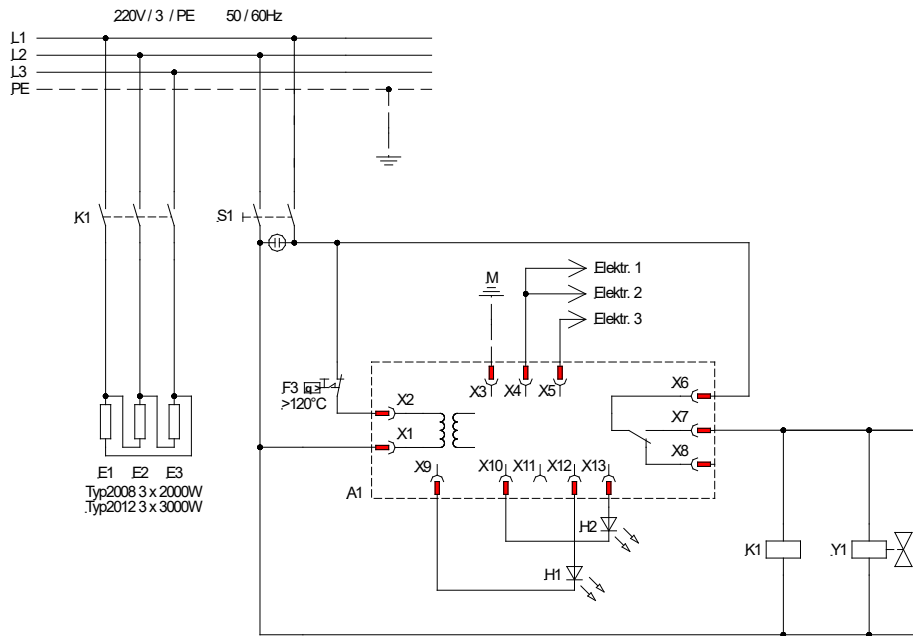 220V / 3 / PE 50 / 60Hz
L1
L2
L3
PE
K1
S1
Elektr. 1
M
Elektr. 2
Elektr. 3
F3
>120°C
X3
X4
X5
X6
X2
X7
X1
X8
X9
X10
X11
X12
X13
A1
E1
E2
E3
Typ2008 3 x 2000W
Typ2012 3 x 3000W
H2
H1
K1
Y1